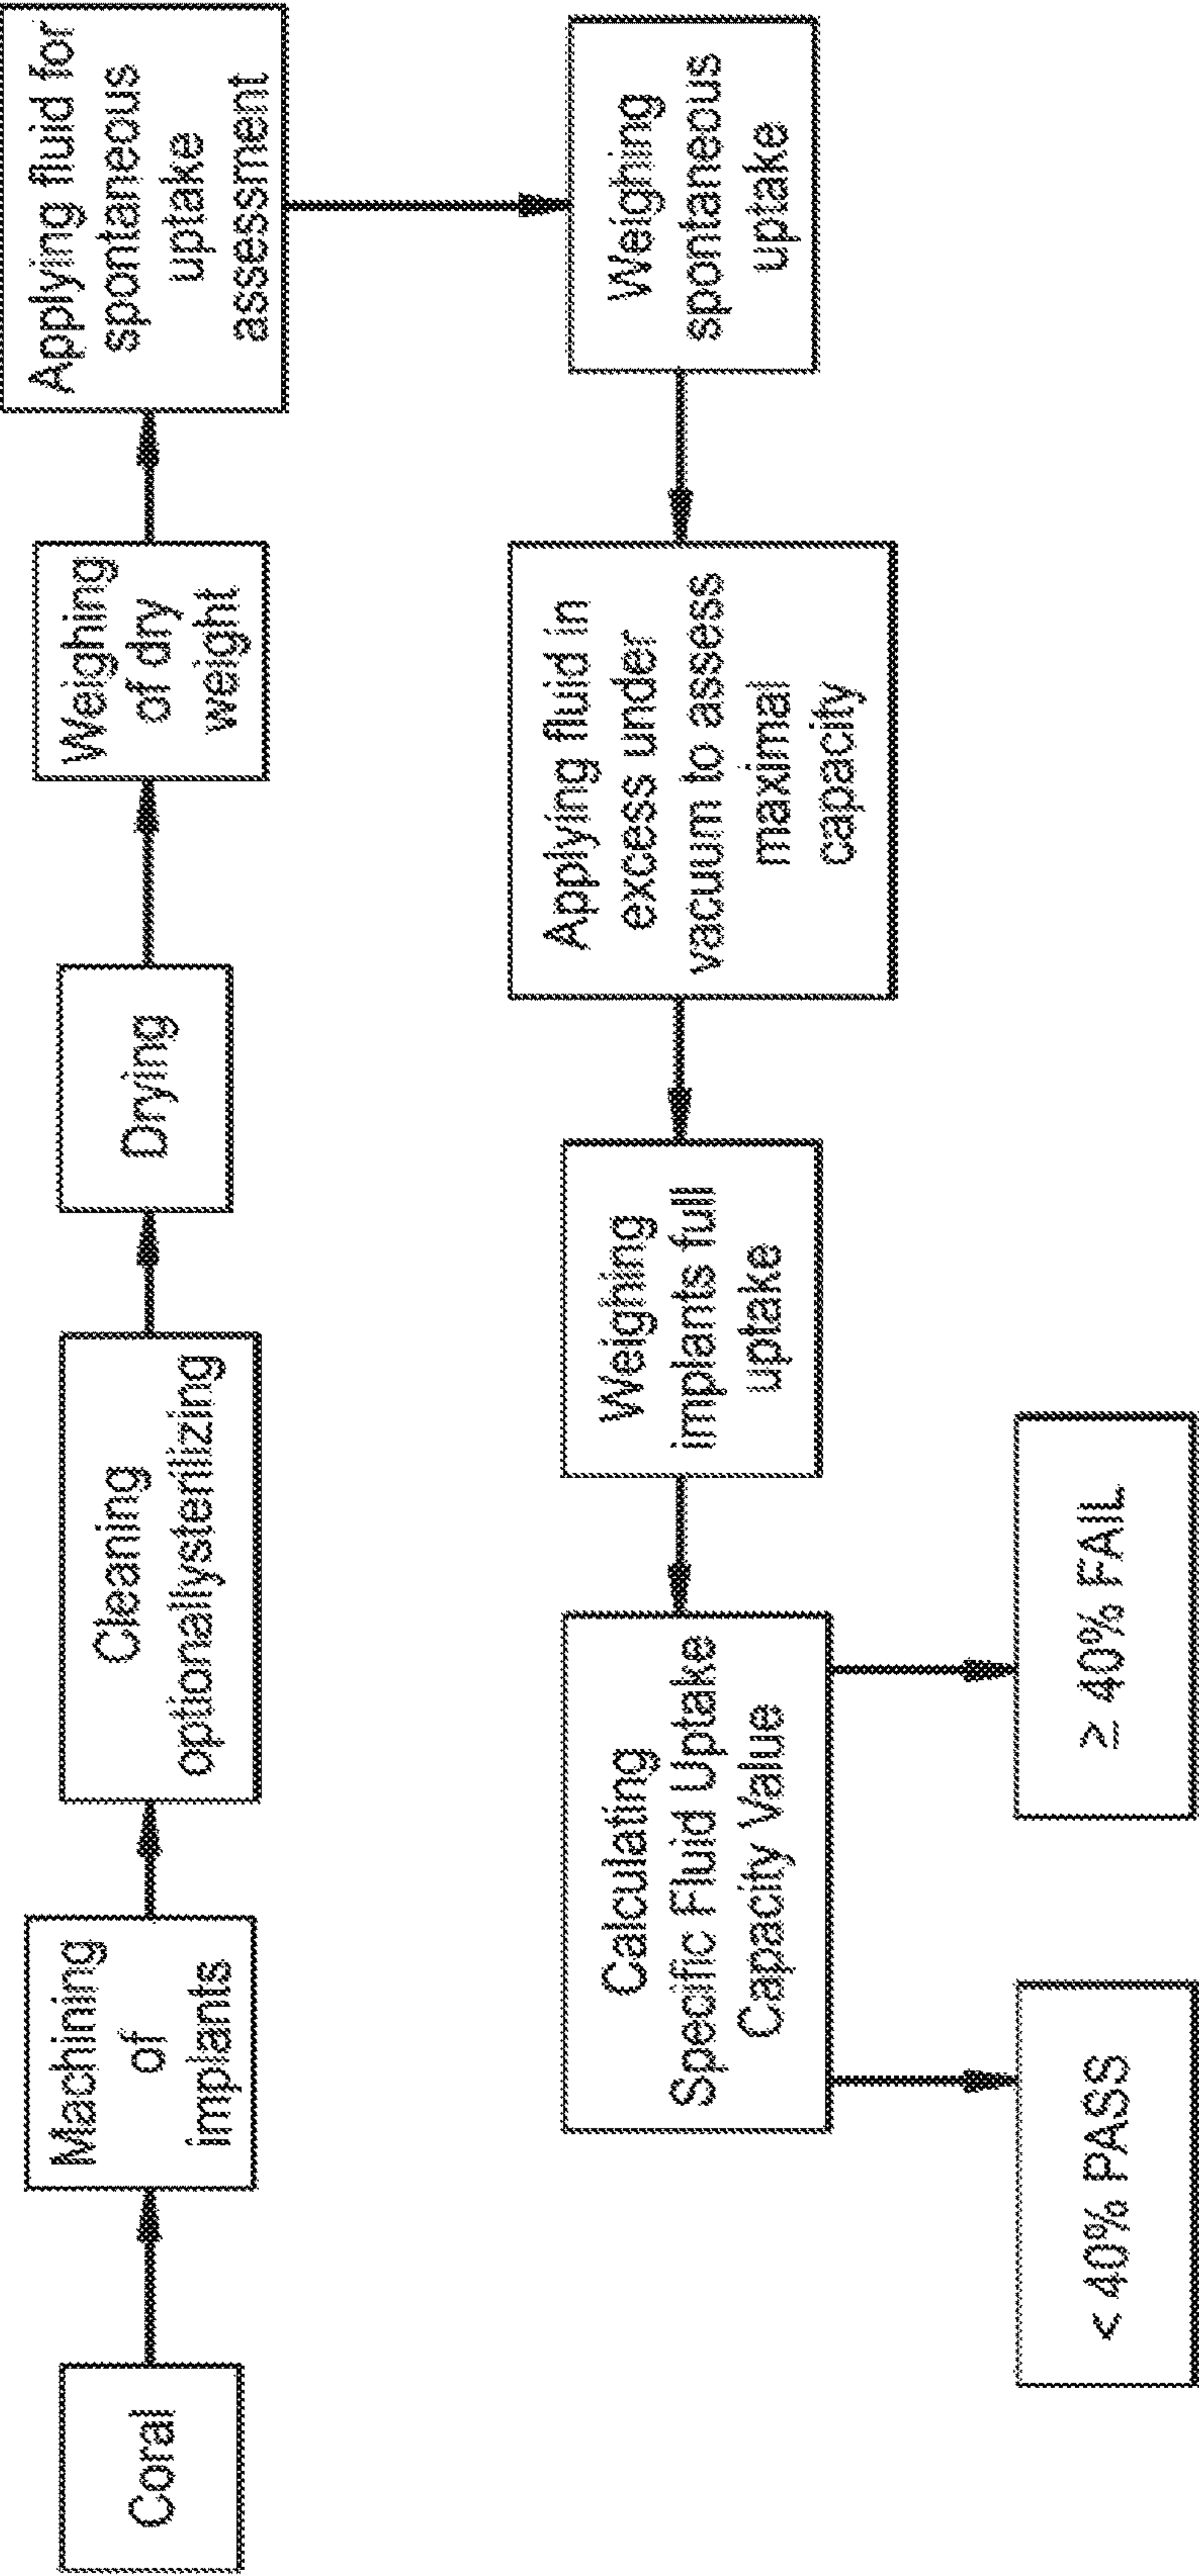 Coral
Machining
of
implants
Cleaning
optionallysterilizing
Drying
Weighing
of dry
weight
Applying fluid for
spontaneous
uptake
assessment
Weighing
spontaneous
uptake
Applying fluid in
excess under
vacuum to assess
maximal
capacity
Weighing
implants full
uptake
Calculating
Specific Fluid Uptake
Capacity Value
< 40% PASS
≥ 40% FAIL